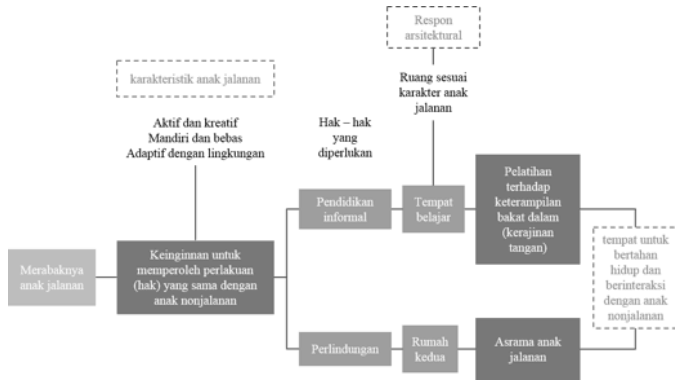 Respon
arsitektural
karakteristik anak jalanan
Ruang sesuai
karakter anak
jalanan
Aktif dan kreatif
Mandiri dan bebas
Adaptif dengan lingkungan
Hak – hak
yang
diperlukan
Pendidikan
informal
Tempat
belajar
Pelatihan
terhadap
keterampilan
bakat dalam
(kerajinan
tangan)
Merabaknya
anak jalanan
Keinginnan untuk
memperoleh perlakuan
(hak) yang sama dengan
anak nonjalanan
tempat untuk
bertahan
hidup dan
berinteraksi
dengan anak
nonjalanan
Perlindungan
Rumah
kedua
Asrama anak
jalanan